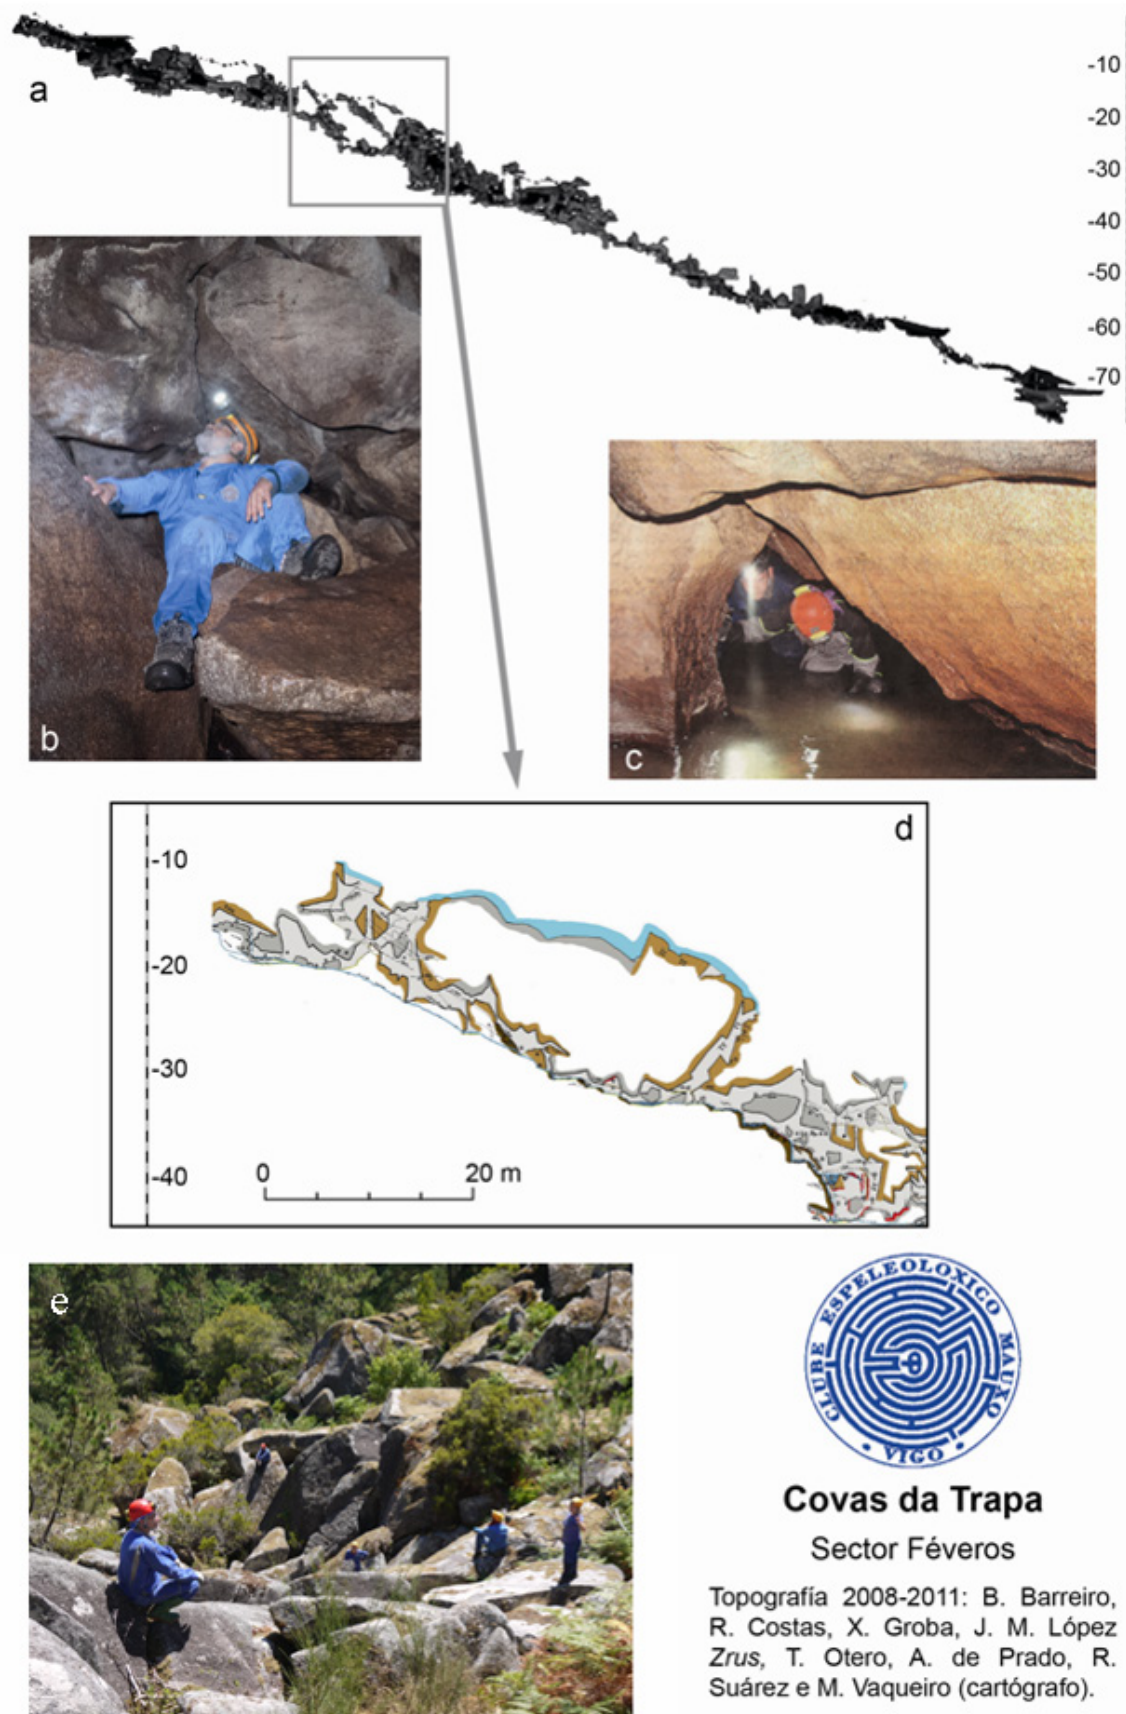 a
-10
-20
-30
-40
-50
-60
-70
b
c
d
-10
-20
-30
-40
0 20 m
e
CLUBE ESPELEOLOXICO MAUXO
• VIGO •
Covas da Trapa
Sector Féveros
Topografía 2008-2011: B. Barreiro,
R. Costas, X. Groba, J. M. López
Zrus, T. Otero, A. de Prado, R.
Suárez e M. Vaqueiro (cartógrafo).